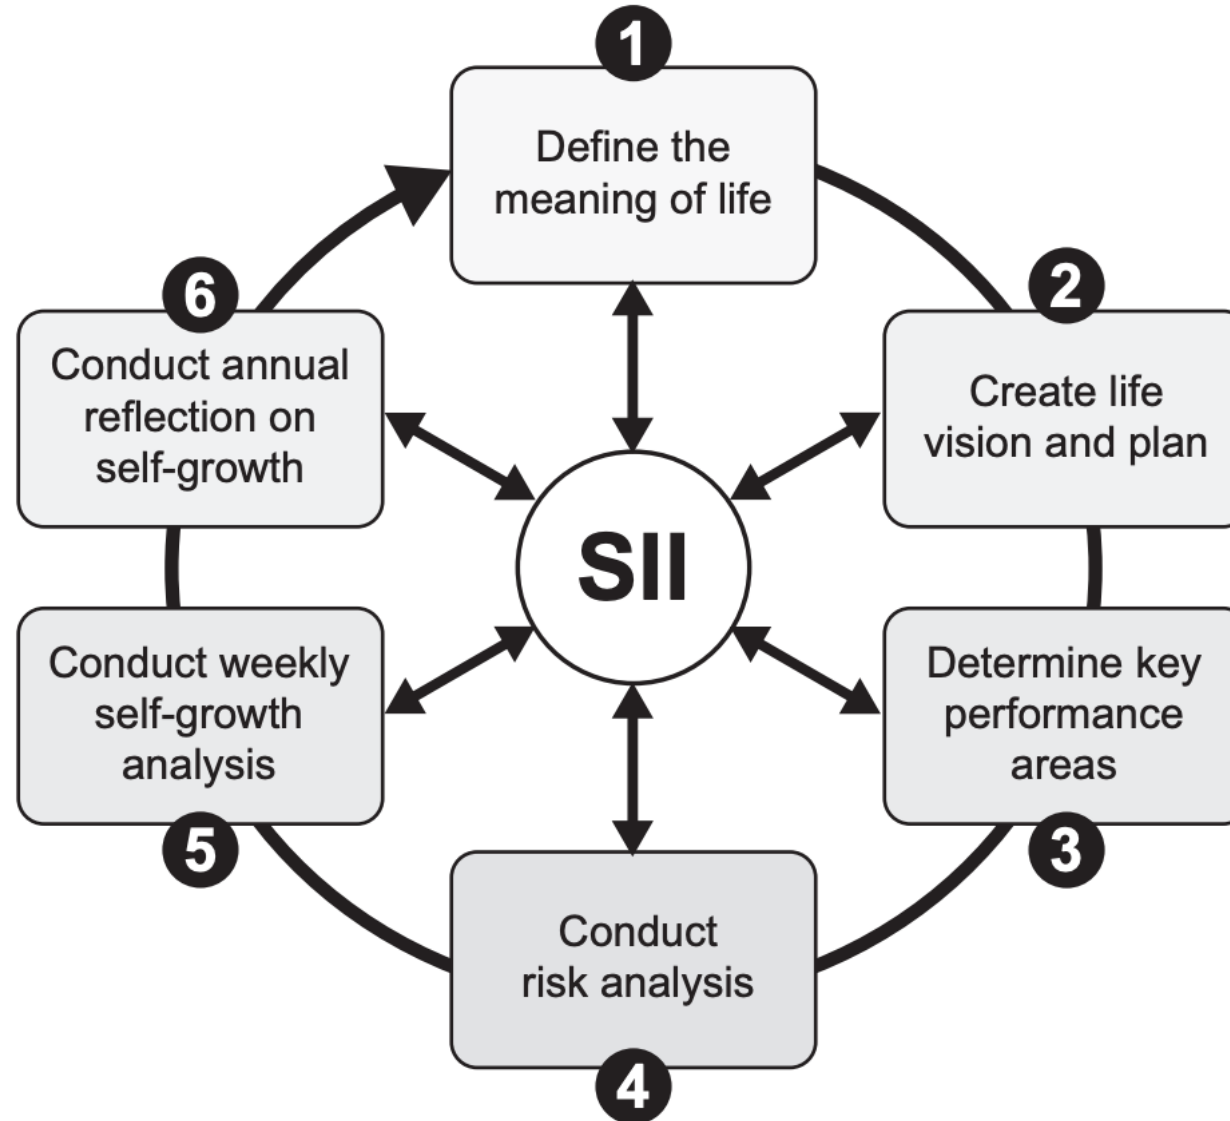 1
Define the
meaning of life
2
Create life
vision and plan
3
Determine key
performance
areas
4
Conduct
risk analysis
5
Conduct weekly
self-growth
analysis
6
Conduct annual
reflection on
self-growth
SII